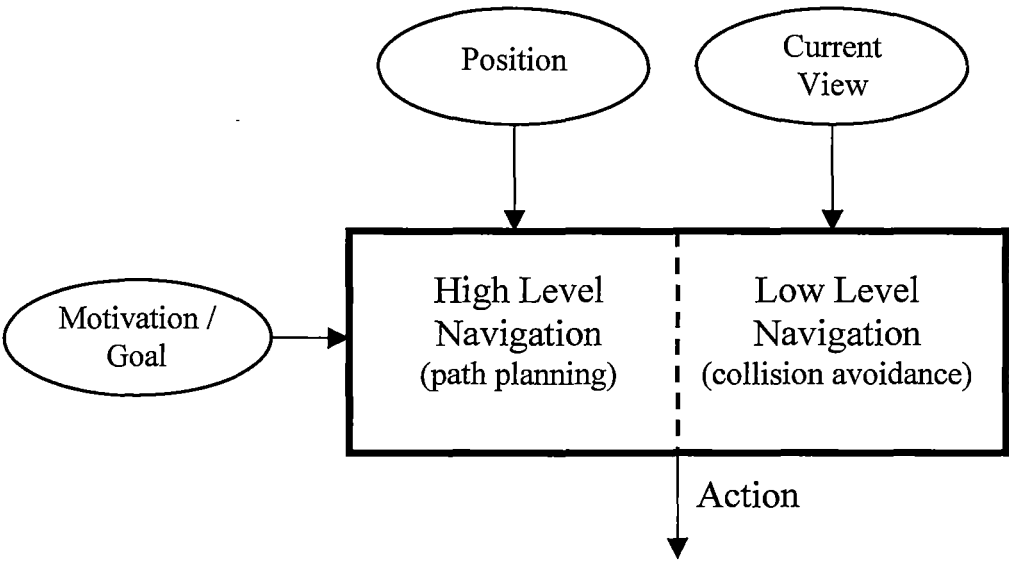 Position
Current
View
Motivation /
Goal
High Level
Navigation
(path planning)
Low Level
Navigation
(collision avoidance)
Action